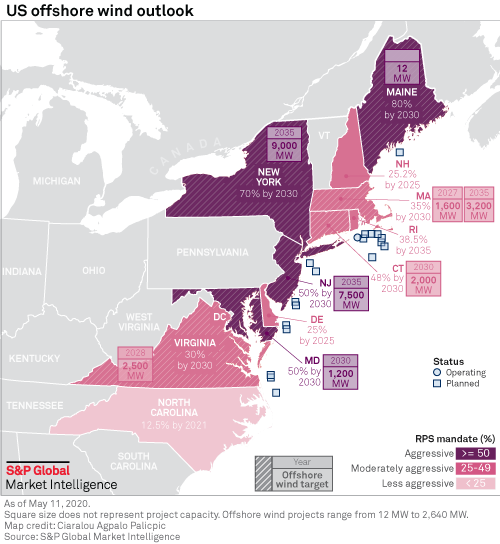 US offshore wind outlook
CANADA
12
MW
MAINE
80%
by 2030
VT
2035
9,000
MW
NEW
YORK
70% by 2030
NH
25.2%
by 2025
MICHIGAN
MA
35%
by 2030
2027
1,600
MW
2035
3,200
MW
RI
38.5%
by 2035
PENNSYLVANIA
INDIANA
OHIO
CT
48% by
2030
2030
2,000
MW
NJ
50% by
2030
2035
7,500
MW
WEST
VIRGINIA
DC
DE
25%
by 2025
KENTUCKY
2028
2,500
MW
VIRGINIA
30%
by 2030
MD
50% by
2030
2030
1,200
MW
Status
Operating
Planned
TENNESSEE
NORTH
CAROLINA
12.5% by 2021
SOUTH
CAROLINA
RPS mandate (%)
Aggressive >= 50
Moderately aggressive 25-49
Less aggressive < 25
Year
Offshore
wind target
S&P Global
Market Intelligence
As of May 11, 2020.
Square size does not represent project capacity. Offshore wind projects range from 12 MW to 2,640 MW.
Map credit: Ciaralou Agpalo Palicpic
Source: S&P Global Market Intelligence